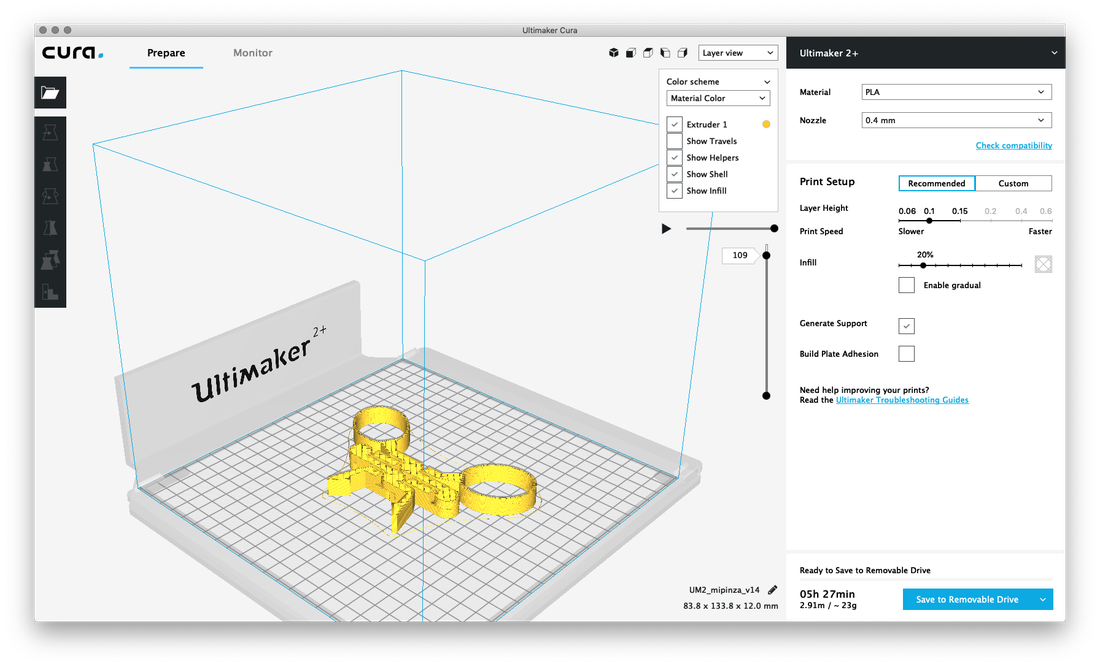 Ultimaker Cura
cura.
Prepare
Monitor
Layer view
Ultimaker 2+
Color scheme
Material Color
Extruder 1
Show Travels
Show Helpers
Show Shell
Show Infill
Material
PLA
Nozzle
0.4 mm
Check compatibility
Print Setup
Recommended
Custom
Layer Height
0.06 0.1 0.15 0.2 0.4 0.6
Print Speed
Slower
Faster
109
Infill
20%
Enable gradual
Generate Support
Build Plate Adhesion
Need help improving your prints?
Read the Ultimaker Troubleshooting Guides
Ultimaker 2+
UM2_mipinza_v14
83.8 x 133.8 x 12.0 mm
Ready to Save to Removable Drive
05h 27min
2.91m / ~ 23g
Save to Removable Drive